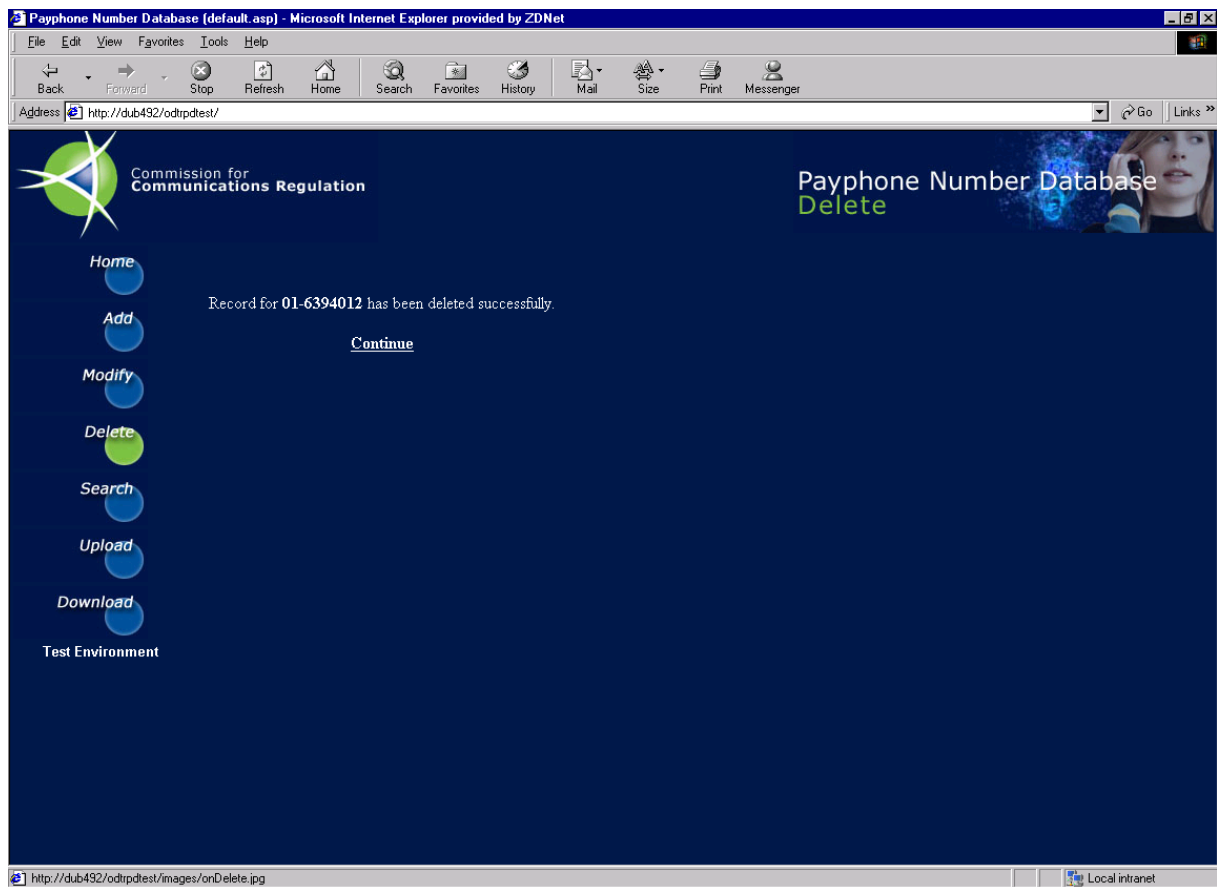 Payphone Number Database (default.asp) - Microsoft Internet Explorer provided by ZDNet
File Edit View Favorites Tools Help
Back Forward Stop Refresh Home Search Favorites History Mail Size Print Messenger
Address http://dub492/odtrpdtest/ Go Links »
Commission for
Communications Regulation
Payphone Number Database
Delete
Home
Record for 01-6394012 has been deleted successfully.
Add
Continue
Modify
Delete
Search
Upload
Download
Test Environment
http://dub492/odtrpdtest/images/onDelete.jpg Local intranet